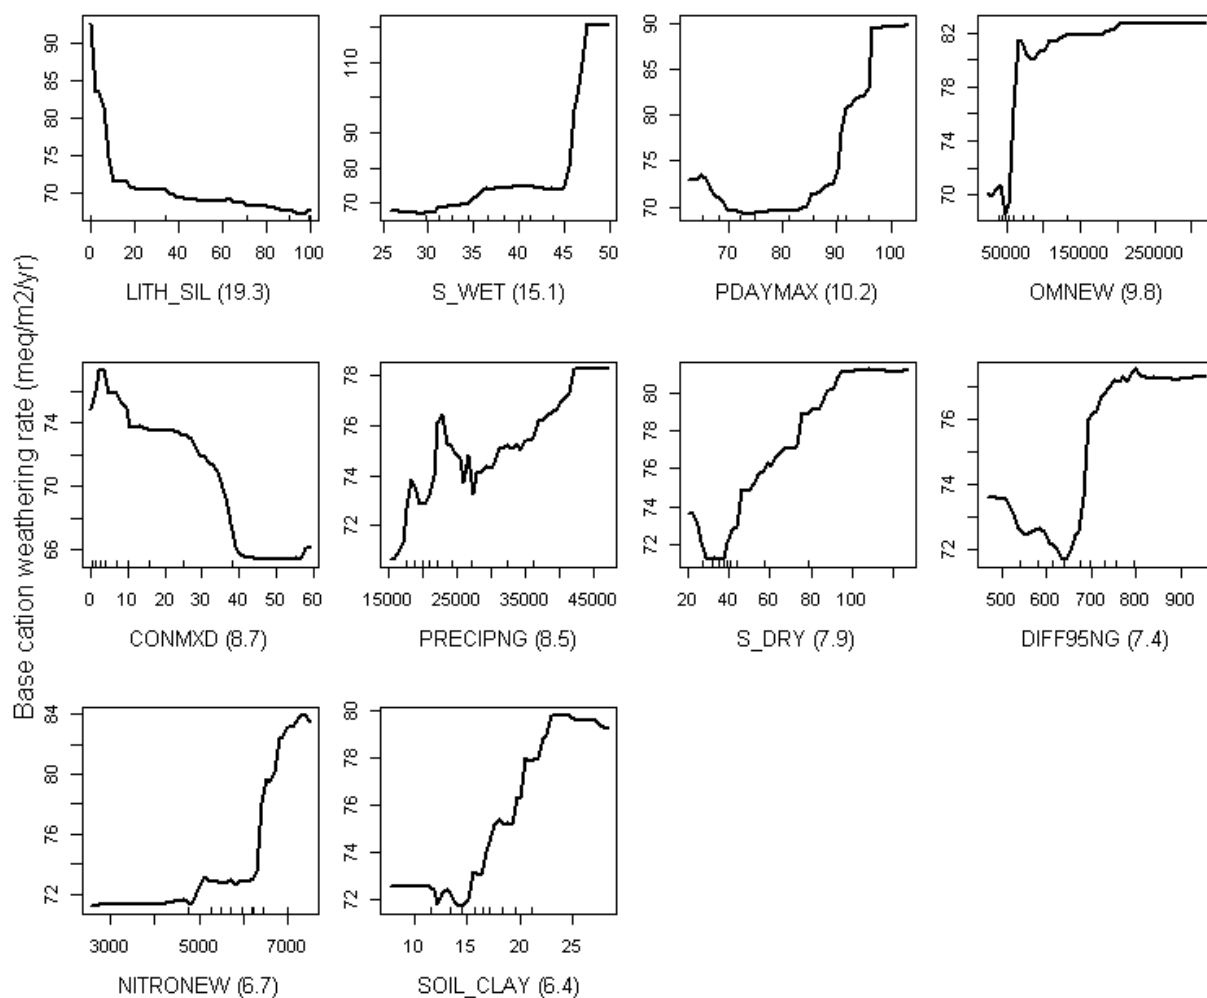 Base cation weathering rate (meq/m2/yr)
90
85
80
75
70
0 20 40 60 80 100
LITH_SIL (19.3)
110
90
80
70
25 30 35 40 45 50
S_WET (15.1)
90
85
80
75
70
70 80 90 100
PDAYMAX (10.2)
82
78
74
70
50000 150000 250000
OMNEW (9.8)
74
70
66
0 10 20 30 40 50 60
CONMXD (8.7)
78
76
74
72
15000 25000 35000 45000
PRECIPNG (8.5)
80
78
76
74
72
20 40 60 80 100
S_DRY (7.9)
76
74
72
500 600 700 800 900
DIFF95NG (7.4)
84
80
76
72
3000 5000 7000
NITRONEW (6.7)
80
78
76
74
72
10 15 20 25
SOIL_CLAY (6.4)